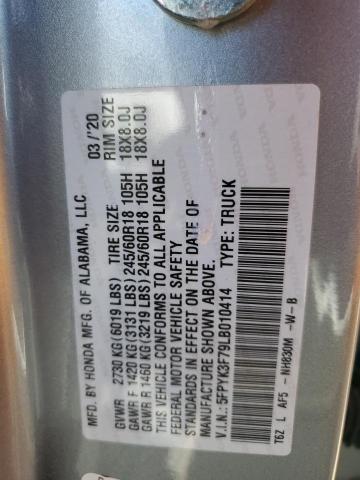 MFD. BY HONDA MFG. OF ALABAMA, LLC 03 /'20
GVWR 2730 KG(6019 LBS) TIRE SIZE RIM SIZE
GAWR F 1420 KG(3131 LBS) 245/60R18 105H 18X8.0J
GAWR R 1460 KG(3219 LBS) 245/60R18 105H 18X8.0J
THIS VEHICLE CONFORMS TO ALL APPLICABLE
FEDERAL MOTOR VEHICLE SAFETY
STANDARDS IN EFFECT ON THE DATE OF
MANUFACTURE SHOWN ABOVE.
V.I.N.: 5FPYK3F79LB010414 TYPE: TRUCK
T6Z L AF5 -NH830M -W-B